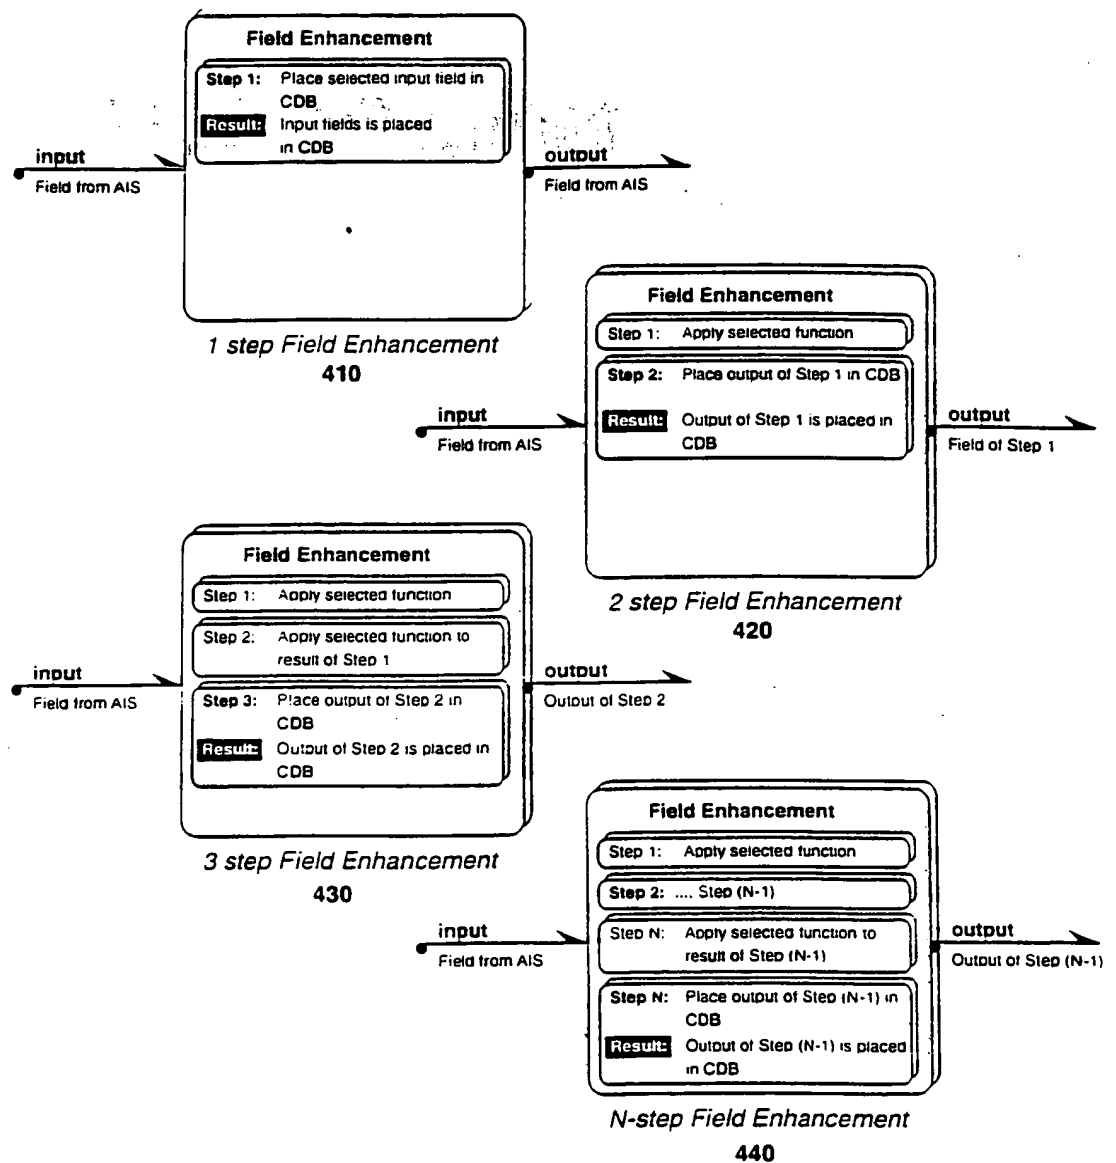 Field Enhancement
Step 1: Place selected input field in
CDB
Result: Input fields is placed
in CDB
input
Field from AIS
output
Field from AIS
1 step Field Enhancement
410
Field Enhancement
Step 1: Apply selected function
Step 2: Place output of Step 1 in CDB
Result: Output of Step 1 is placed in
CDB
input
Field from AIS
output
Field of Step 1
2 step Field Enhancement
420
Field Enhancement
Step 1: Apply selected function
Step 2: Apply selected function to
result of Step 1
Step 3: Place output of Step 2 in
CDB
Result: Output of Step 2 is placed in
CDB
input
Field from AIS
output
Output of Step 2
3 step Field Enhancement
430
Field Enhancement
Step 1: Apply selected function
Step 2: .... Step (N-1)
Step N: Apply selected function to
result of Step (N-1)
Step N: Place output of Step (N-1) in
CDB
Result: Output of Step (N-1) is placed
in CDB
input
Field from AIS
output
Output of Step (N-1)
N-step Field Enhancement
440